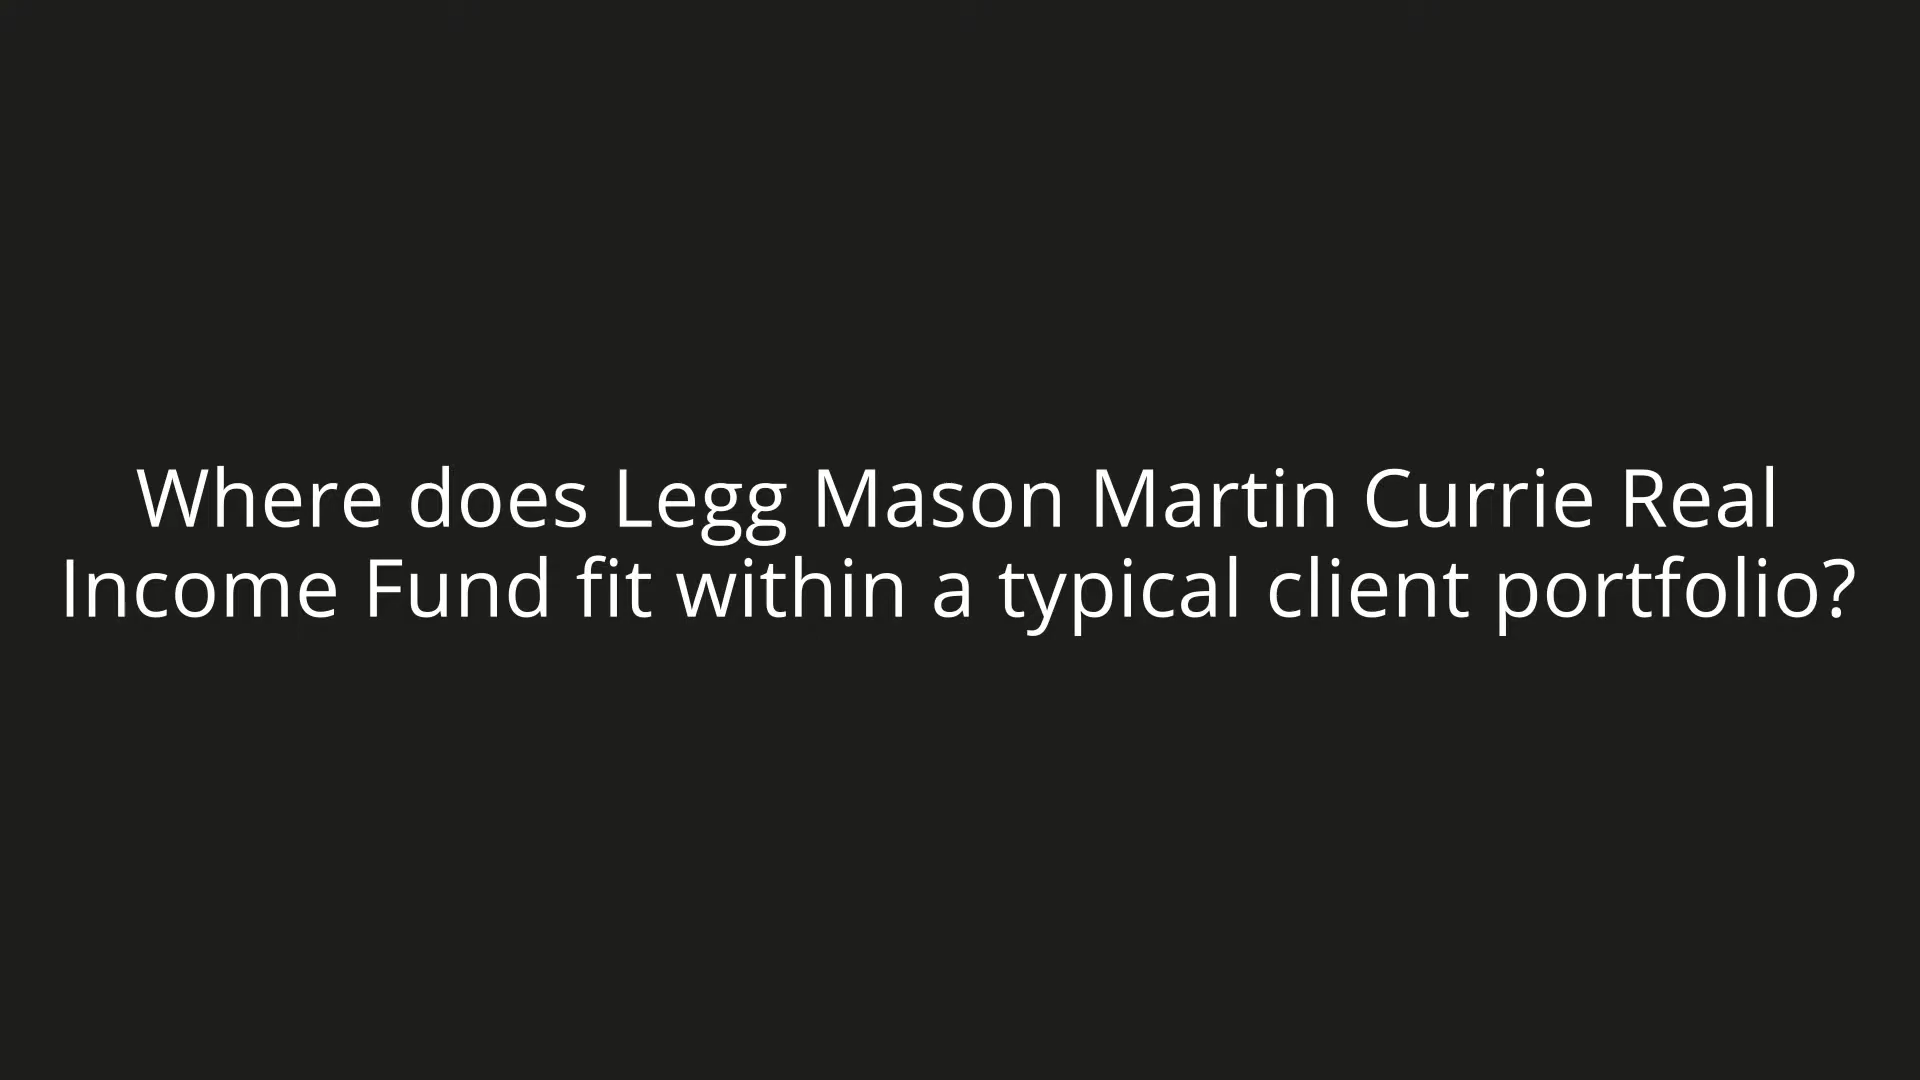 Where does Legg Mason Martin Currie Real
Income Fund fit within a typical client portfolio?